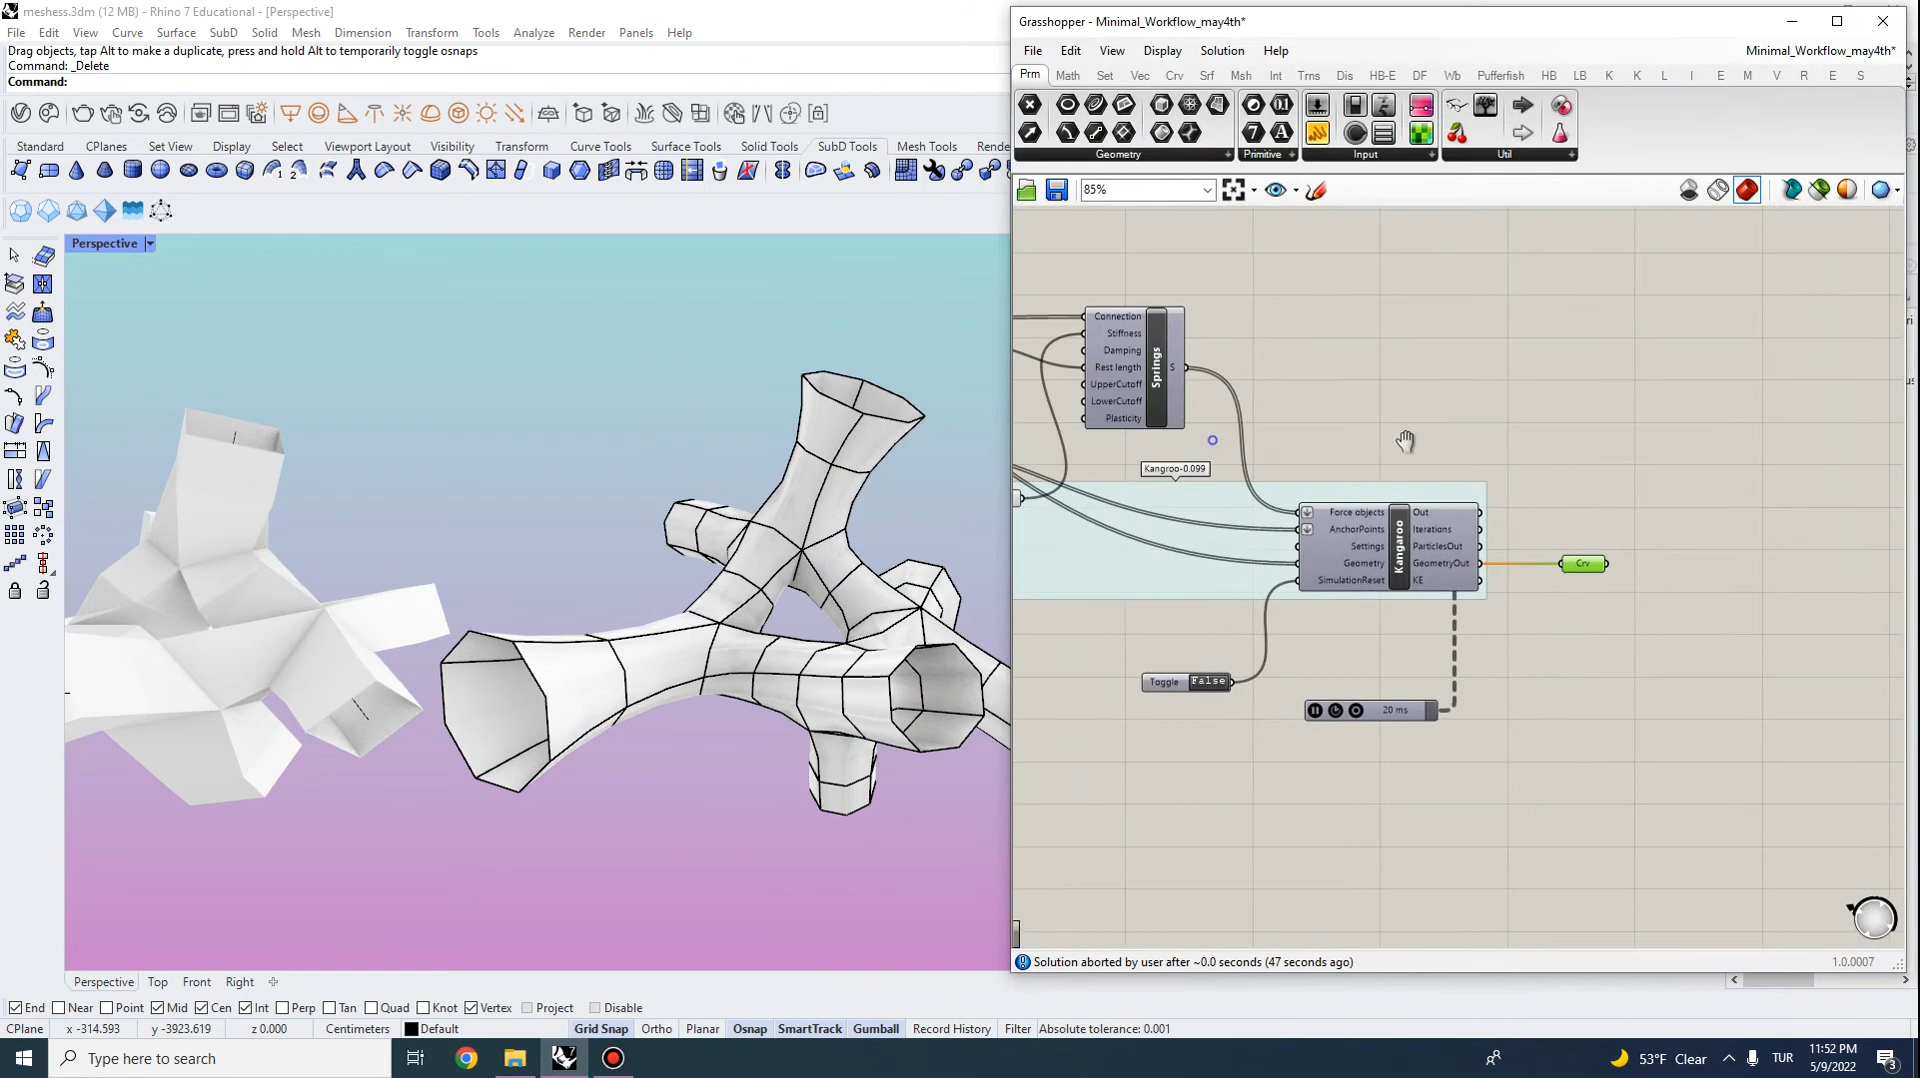 meshess.3dm (12 MB) - Rhino 7 Educational - [Perspective]
File Edit View Curve Surface SubD Solid Mesh Dimension Transform Tools Analyze Render Panels Help
Drag objects, tap Alt to make a duplicate, press and hold Alt to temporarily toggle osnaps
Command: _Delete
Command:
Standard CPlanes Set View Display Select Viewport Layout Visibility Transform Curve Tools Surface Tools Solid Tools SubD Tools Mesh Tools Rende
Perspective
Grasshopper - Minimal_Workflow_may4th*
File Edit View Display Solution Help Minimal_Workflow_may4th*
Prm Math Set Vec Crv Srf Msh Int Trns Dis HB-E DF Wb Pufferfish HB LB K K L I E M V R E S
Geometry Primitive Input Util
85%
Connection
Stiffness
Damping
Rest length S
UpperCutoff
LowerCutoff
Plasticity
Springs
Kangroo-0.099
Force objects Out
AnchorPoints Iterations
Settings ParticlesOut
Geometry GeometryOut
SimulationReset KE
Kangaroo
Crv
Toggle False
20 ms
Solution aborted by user after ~0.0 seconds (47 seconds ago) 1.0.0007
Perspective Top Front Right
End Near Point Mid Cen Int Perp Tan Quad Knot Vertex Project Disable
CPlane x -314.593 y -3923.619 z 0.000 Centimeters Default Grid Snap Ortho Planar Osnap SmartTrack Gumball Record History Filter Absolute tolerance: 0.001
Type here to search
53°F Clear TUR
11:52 PM
5/9/2022
3